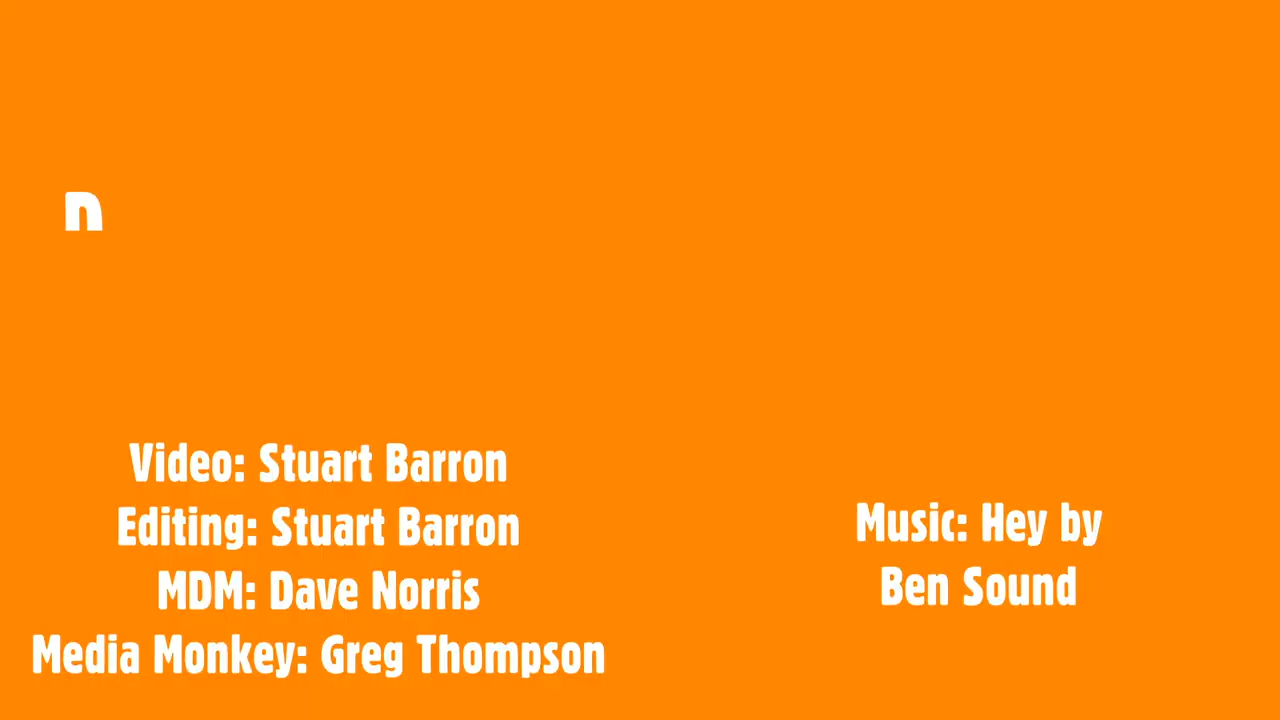 n
Video: Stuart Barron
Editing: Stuart Barron
MDM: Dave Norris
Media Monkey: Greg Thompson
Music: Hey by
Ben Sound